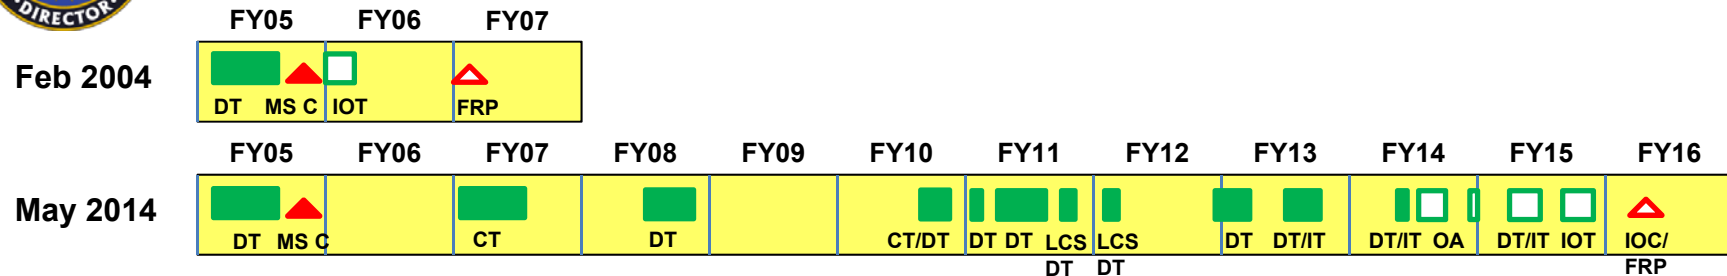 DIRECTOR
FY05 FY06 FY07
Feb 2004
DT MS C IOT FRP
FY05 FY06 FY07 FY08 FY09 FY10 FY11 FY12 FY13 FY14 FY15 FY16
May 2014
DT MS C CT DT CT/DT DT DT LCS LCS DT DT/IT DT/IT OA DT/IT IOT IOC/
DT DT FRP